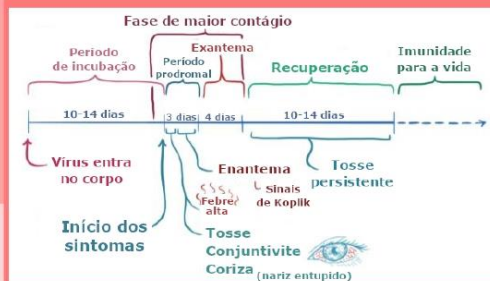 Fase de maior contágio
Período
de incubação
Período
prodromal
Exantema
Recuperação
Imunidade
para a vida
10-14 dias
3 dias
4 dias
10-14 dias
Vírus entra
no corpo
Início dos
sintomas
Enantema
Febre
alta
Sinais
de Koplik
Tosse
Conjuntivite
Coriza (nariz entupido)
Tosse
persistente